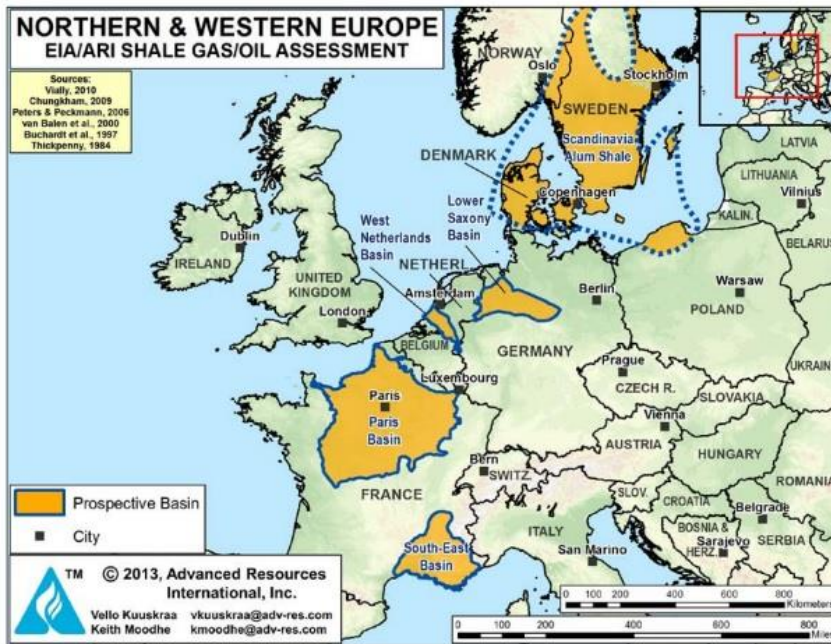 NORTHERN & WESTERN EUROPE
EIA/ARI SHALE GAS/OIL ASSESSMENT
Sources:
Vially, 2010
Chungkham, 2009
Peters & Peckmann, 2006
van Balen et al., 2000
Buchardt et al., 1997
Thickpenny, 1984
NORWAY
Oslo
Stockholm
SWEDEN
Scandinavia
Alum Shale
DENMARK
Copenhagen
LATVIA
LITHUANIA
Vilnius
KALIN.
BELARUS
Lower
Saxony
Basin
West
Netherlands
Basin
Dublin
IRELAND
UNITED
KINGDOM
London
NETHERL
Amsterdam
Berlin
Warsaw
POLAND
BELGIUM
GERMANY
Luxembourg
Prague
CZECH R.
UKRAIN
SLOVAKIA
Paris
Paris
Basin
Vienna
AUSTRIA
Bern
SWITZ.
HUNGARY
FRANCE
ROMANIA
SLOV.
CROATIA
Belgrade
BOSNIA &
HERZ.
Sarajevo
SERBIA
ITALY
San Marino
South-East
Basin
Prospective Basin
City
TM
© 2013, Advanced Resources
International, Inc.
Vello Kuuskraa vkuuskraa@adv-res.com
Keith Moodhe kmoodhe@adv-res.com
0 200 400 600 800
Kilometer
0 200 400 600 800
Miles